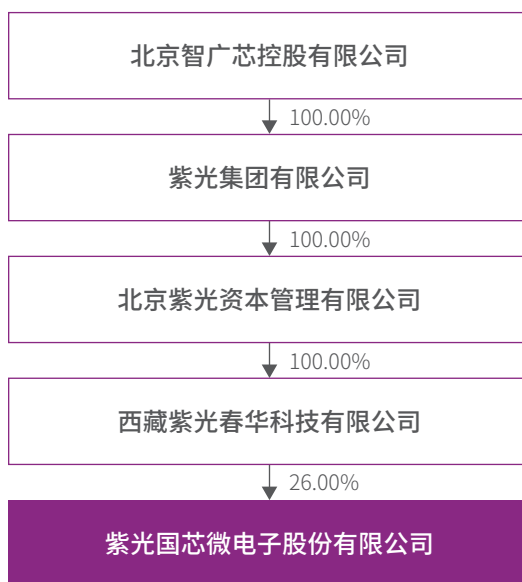 北京智广芯控股有限公司
100.00%
紫光集团有限公司
100.00%
北京紫光资本管理有限公司
100.00%
西藏紫光春华科技有限公司
26.00%
紫光国芯微电子股份有限公司